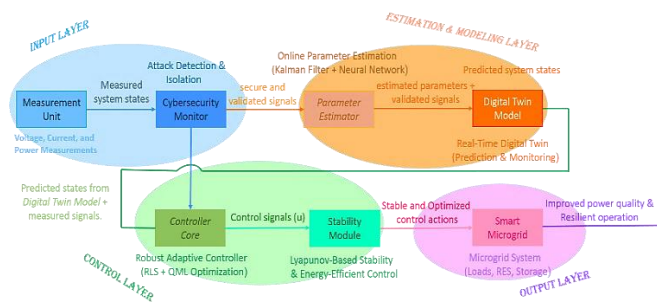 INPUT LAYER
ESTIMATION & MODELING LAYER
Attack Detection &
Isolation
Online Parameter Estimation
(Kalman Filter + Neural Network)
Predicted system states
Measured
system states
secure and
validated signals
estimated parameters +
validated signals
Measurement
Unit
Cybersecurity
Monitor
Parameter
Estimator
Digital Twin
Model
Voltage, Current, and
Power Measurements
Real-Time Digital Twin
(Prediction & Monitoring)
Predicted states from
Digital Twin Model +
measured signals.
Controller
Core
Control signals (u)
Stability
Module
Stable and Optimized
control actions
Smart
Microgrid
Improved power quality &
Resilient operation
Robust Adaptive Controller
(RLS + QML Optimization)
Lyapunov-Based Stability
& Energy-Efficient Control
Microgrid System
(Loads, RES, Storage)
CONTROL LAYER
OUTPUT LAYER